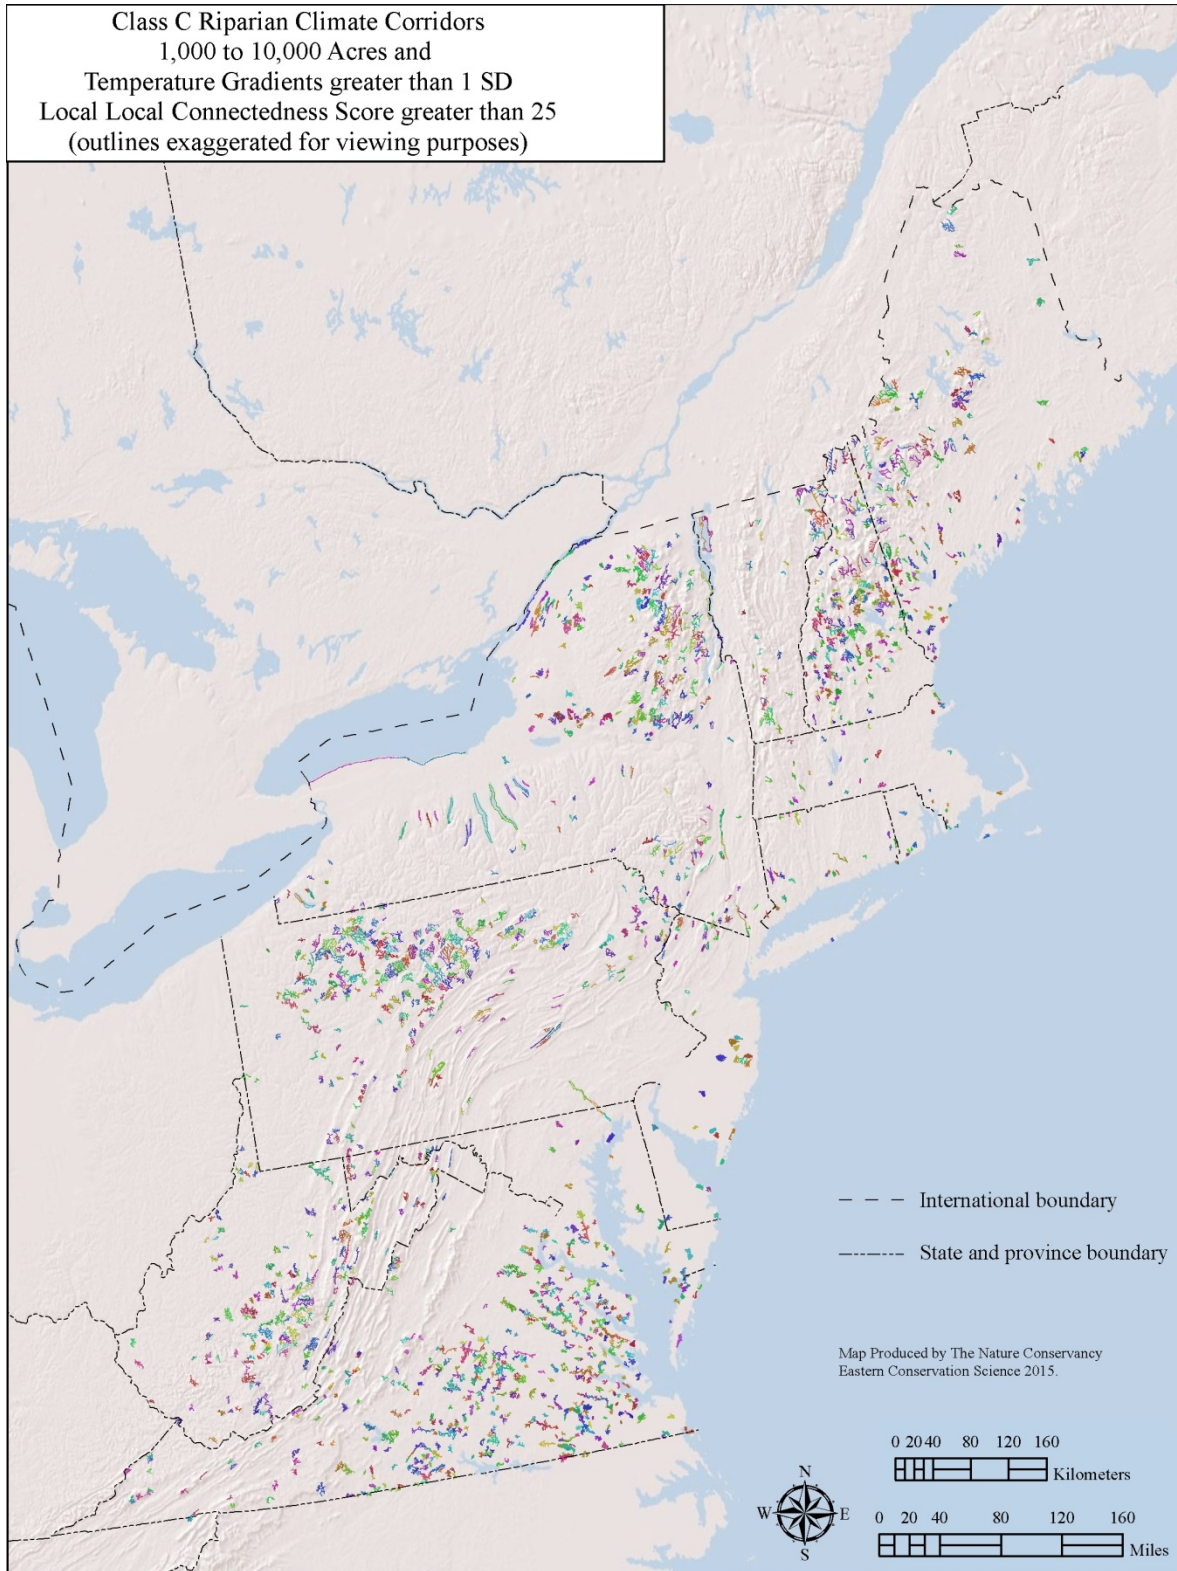 Class C Riparian Climate Corridors
1,000 to 10,000 Acres and
Temperature Gradients greater than 1 SD
Local Local Connectedness Score greater than 25
(outlines exaggerated for viewing purposes)
International boundary
State and province boundary
Map Produced by The Nature Conservancy
Eastern Conservation Science 2015.
0 20 40 80 120 160
Kilometers
N
W E
S
0 20 40 80 120 160
Miles